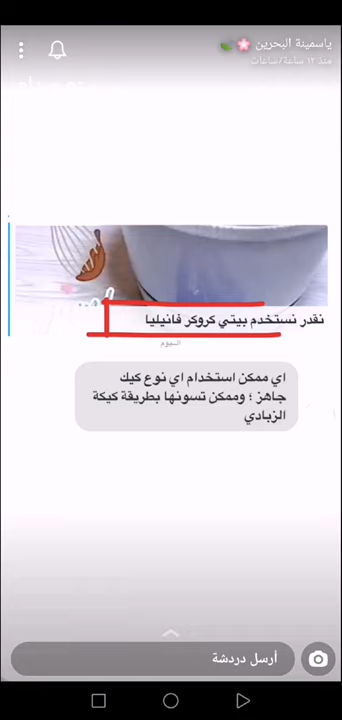 ياسمينة البحرين
منذ ١٢ ساعة/ساعات
نقدر نستخدم بيتي كروكر فانيليا
اليوم
اي ممكن استخدام اي نوع كيك
جاهز ؛ وممكن تسونها بطريقة كيكة
الزبادي
أرسل دردشة